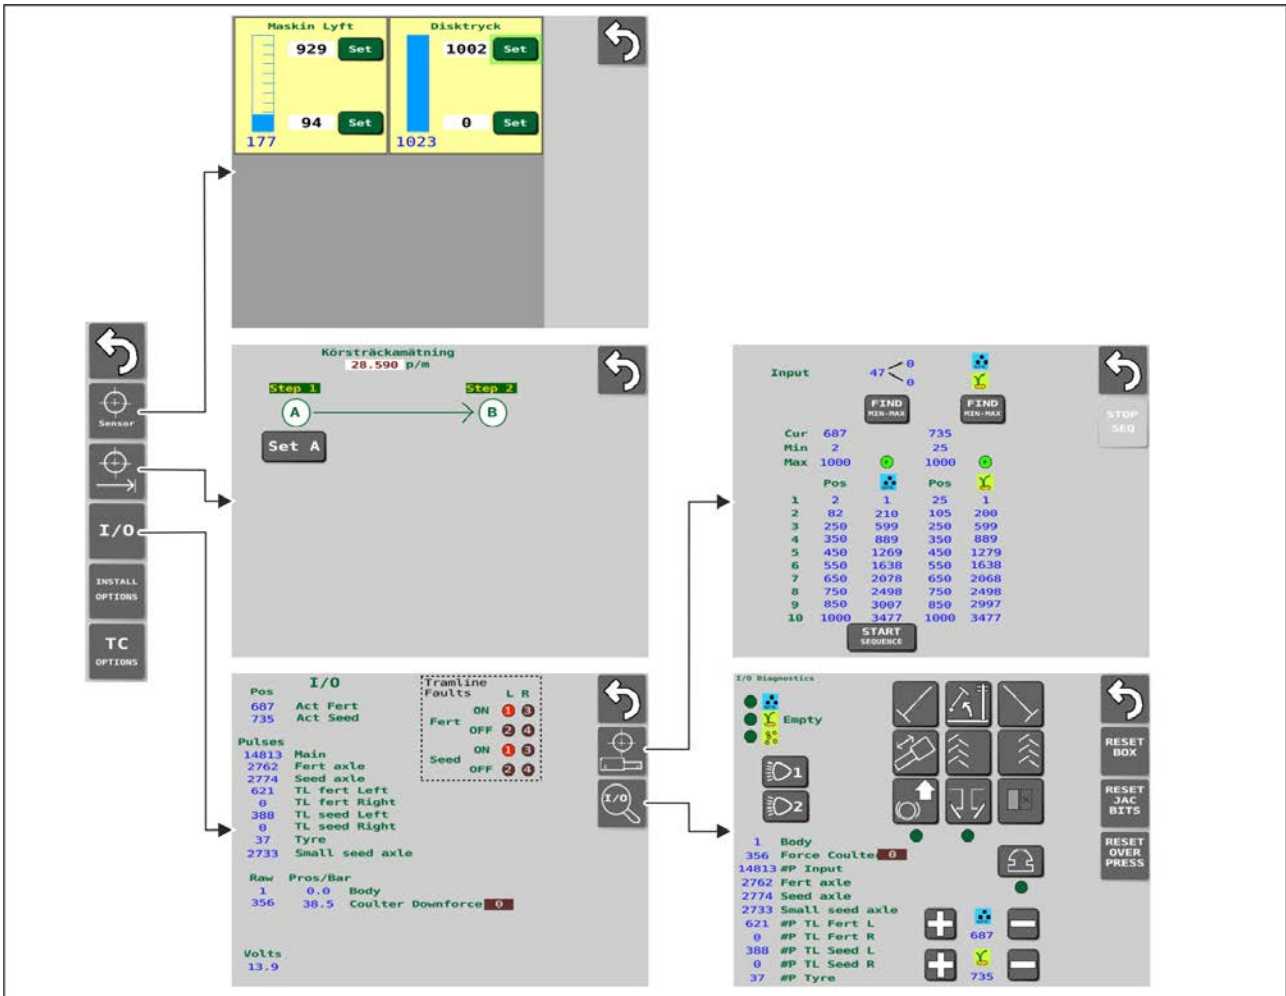 Maskin Lyft Disktryck
929 Set 1002 Set
94 Set 0 Set
177 1023
Sensor
I/O
INSTALL
OPTIONS
TC
OPTIONS
Körsträckamätning
28.590 p/m
Step 1 Step 2
A B
Set A
Input 47 0
0
FIND
MIN-MAX
FIND
MIN-MAX
STOP
SEQ
Cur 687 735
Min 2 25
Max 1000 1000
Pos Pos
1 2 1 25 1
2 82 210 105 200
3 250 599 250 599
4 350 889 350 889
5 450 1269 450 1279
6 550 1638 550 1638
7 650 2078 650 2068
8 750 2498 750 2498
9 850 3007 850 2997
10 1000 3477 1000 3477
START
SEQUENCE
I/O
Pos
687 Act Fert
735 Act Seed
Tramline
Faults L R
Fert ON 1 3
OFF 2 4
Seed ON 1 3
OFF 2 4
Pulses
14813 Main
2762 Fert axle
2774 Seed axle
621 TL fert Left
0 TL fert Right
388 TL seed Left
0 TL seed Right
37 Tyre
2733 Small seed axle
Raw Pros/Bar
1 0.0 Body
356 38.5 Coulter Downforce 0
Volts
13.9
I/O
I/O Diagnostics
Empty
1
2
RESET
BOX
RESET
JAC
BITS
RESET
OVER
PRESS
1 Body
356 Force Coulte 0
14813 #P Input
2762 Fert axle
2774 Seed axle
2733 Small seed axle
621 #P TL Fert L
0 #P TL Fert R
388 #P TL Seed L
0 #P TL Seed R
37 #P Tyre
687
735